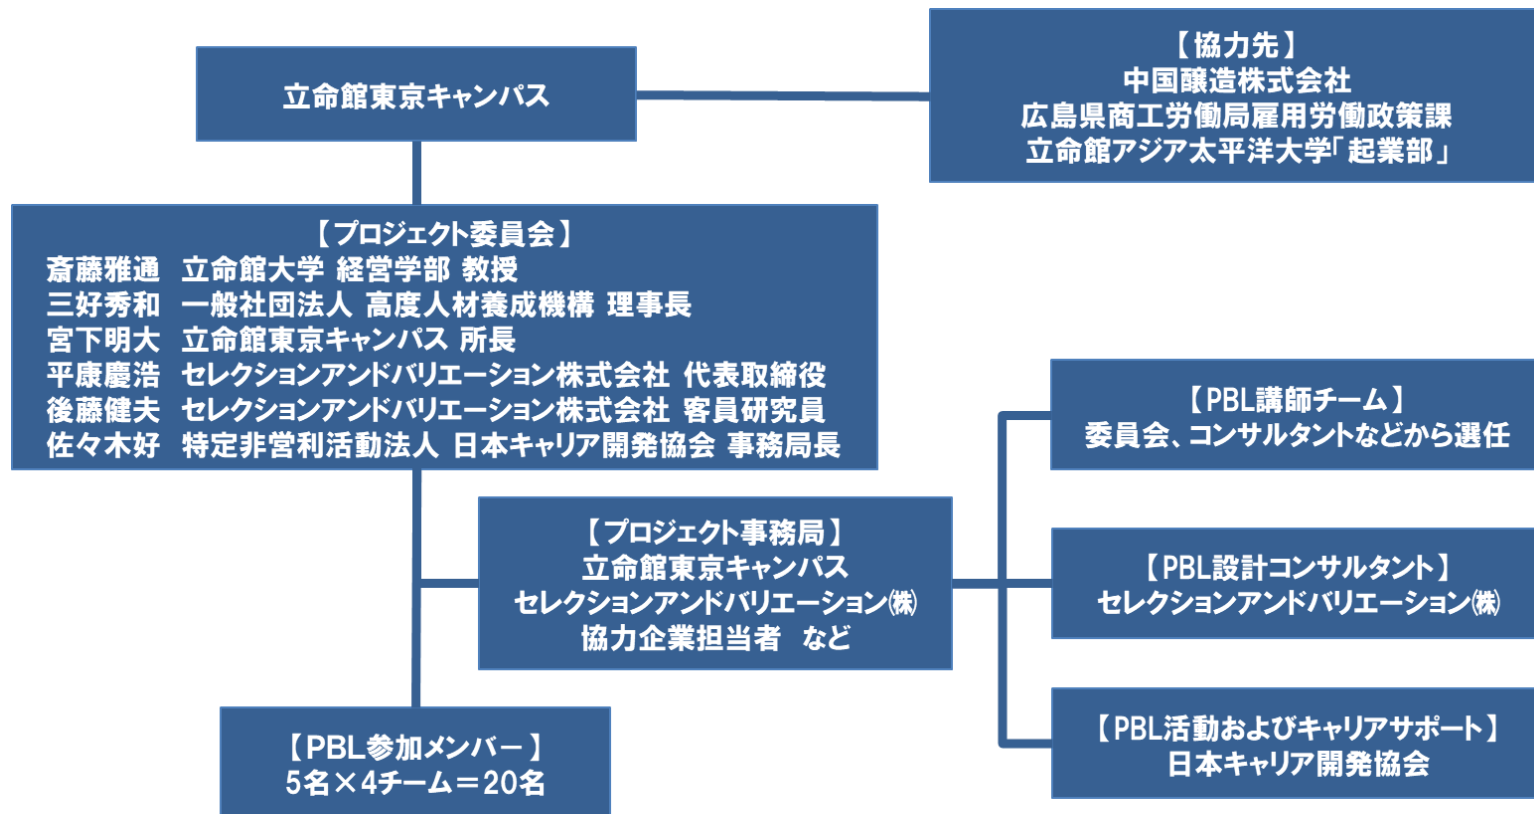 立命館東京キャンパス
【協力先】
中国醸造株式会社
広島県商工労働局雇用労働政策課
立命館アジア太平洋大学「起業部」
【プロジェクト委員会】
斎藤雅通 立命館大学 経営学部 教授
三好秀和 一般社団法人 高度人材養成機構 理事長
宮下明大 立命館東京キャンパス 所長
平康慶浩 セレクションアンドバリエーション株式会社 代表取締役
後藤健夫 セレクションアンドバリエーション株式会社 客員研究員
佐々木好 特定非営利活動法人 日本キャリア開発協会 事務局長
【プロジェクト事務局】
立命館東京キャンパス
セレクションアンドバリエーション㈱
協力企業担当者 など
【PBL講師チーム】
委員会、コンサルタントなどから選任
【PBL設計コンサルタント】
セレクションアンドバリエーション㈱
【PBL活動およびキャリアサポート】
日本キャリア開発協会
【PBL参加メンバー】
5名×4チーム＝20名